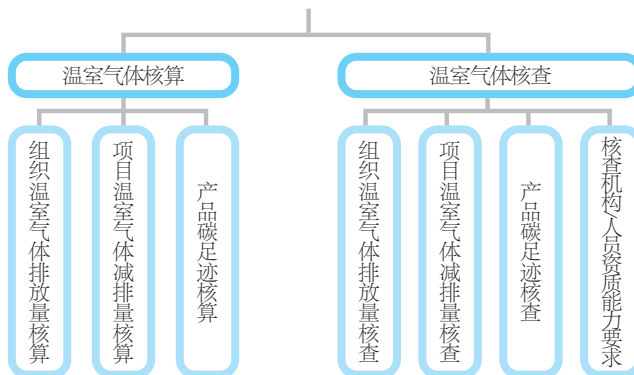 温室气体核算
温室气体核查
组织温室气体排放量核算
项目温室气体减排量核算
产品碳足迹核算
组织温室气体排放量核查
项目温室气体减排量核查
产品碳足迹核查
核查机构/人员资质能力要求